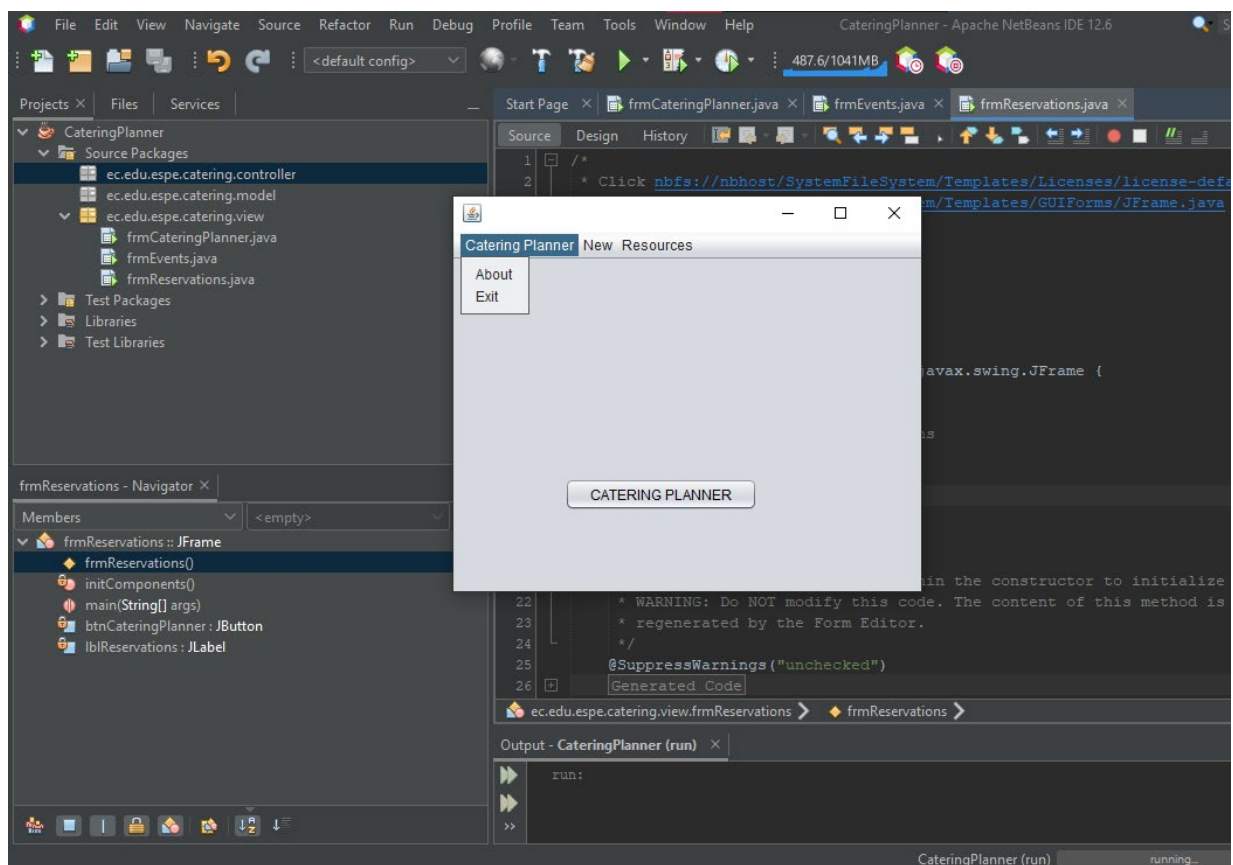 File Edit View Navigate Source Refactor Run Debug Profile Team Tools Window Help CateringPlanner - Apache NetBeans IDE 12.6
<default config> 487.6/1041MB
Projects Files Services
CateringPlanner
Source Packages
ec.edu.espe.catering.controller
ec.edu.espe.catering.model
ec.edu.espe.catering.view
frmCateringPlanner.java
frmEvents.java
frmReservations.java
Test Packages
Libraries
Test Libraries
Start Page frmCateringPlanner.java frmEvents.java frmReservations.java
Source Design History
1 /*
2 * Click nbfs://nbhost/SystemFileSystem/Templates/Licenses/license-defa
m/Templates/GUIForms/JFrame.java
Catering Planner New Resources
About
Exit
avax.swing.JFrame {
CATERING PLANNER
in the constructor to initialize
22 * WARNING: Do NOT modify this code. The content of this method is
23 * regenerated by the Form Editor.
24 */
25 @SuppressWarnings("unchecked")
26 Generated Code
ec.edu.espe.catering.view.frmReservations frmReservations
frmReservations - Navigator
Members <empty>
frmReservations :: JFrame
frmReservations()
initComponents()
main(String[] args)
btnCateringPlanner : JButton
lblReservations : JLabel
Output - CateringPlanner (run)
run:
CateringPlanner (run) running...